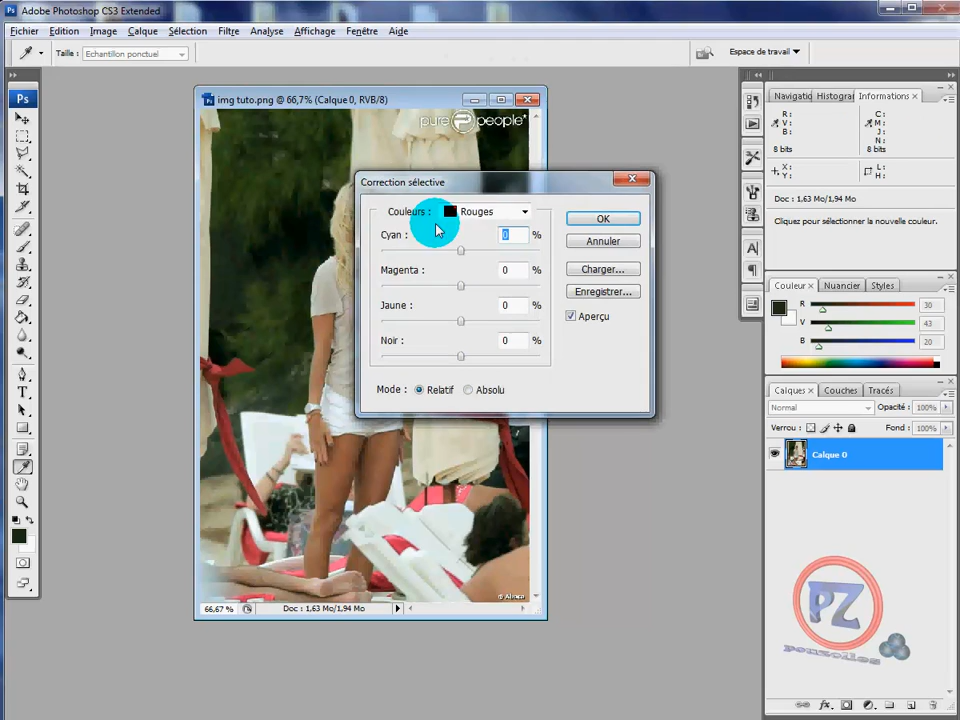 Adobe Photoshop CS3 Extended
Fichier Edition Image Calque Sélection Filtre Analyse Affichage Fenêtre Aide
Taille : Echantillon ponctuel
Espace de travail
Ps
img tuto.png @ 66,7% (Calque 0, RVB/8)
pure people*
Correction sélective
Couleurs : Rouges
Cyan : 0 %
Magenta : 0 %
Jaune : 0 %
Noir : 0 %
Mode : Relatif Absolu
OK
Annuler
Charger...
Enregistrer...
Aperçu
66,67 % Doc : 1,63 Mo/1,94 Mo
Navigatio Histogra Informations ×
R : C :
V : M :
B : J :
N :
8 bits 8 bits
X : L :
Y : H :
Doc : 1,63 Mo/1,94 Mo
Cliquez pour sélectionner la nouvelle couleur.
Couleur × Nuancier Styles
R 30
V 43
B 20
Calques × Couches Tracés
Normal Opacité : 100%
Verrou : Fond : 100%
Calque 0
PZ
ponzolles